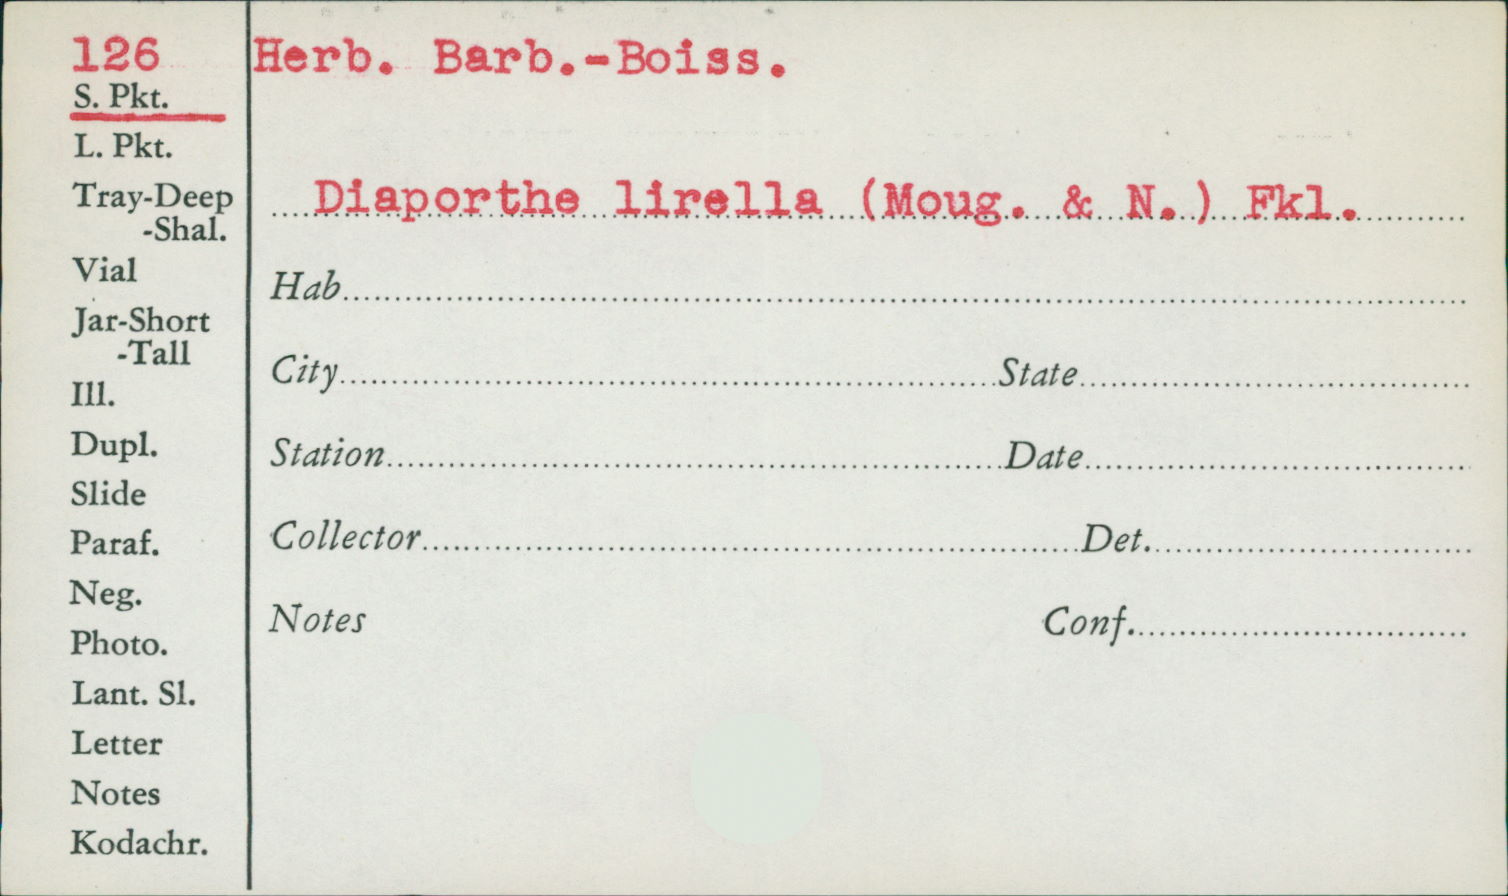 126 Herb. Barb.-Boiss.
S. Pkt.
L. Pkt.
Tray-Deep
-Shal.
Diaporthe lirella (Moug. & N.) Fkl.
Vial
Hab
Jar-Short
-Tall
City State
Ill.
Dupl.
Station Date
Slide
Paraf.
Collector Det.
Neg.
Notes Conf.
Photo.
Lant. Sl.
Letter
Notes
Kodachr.